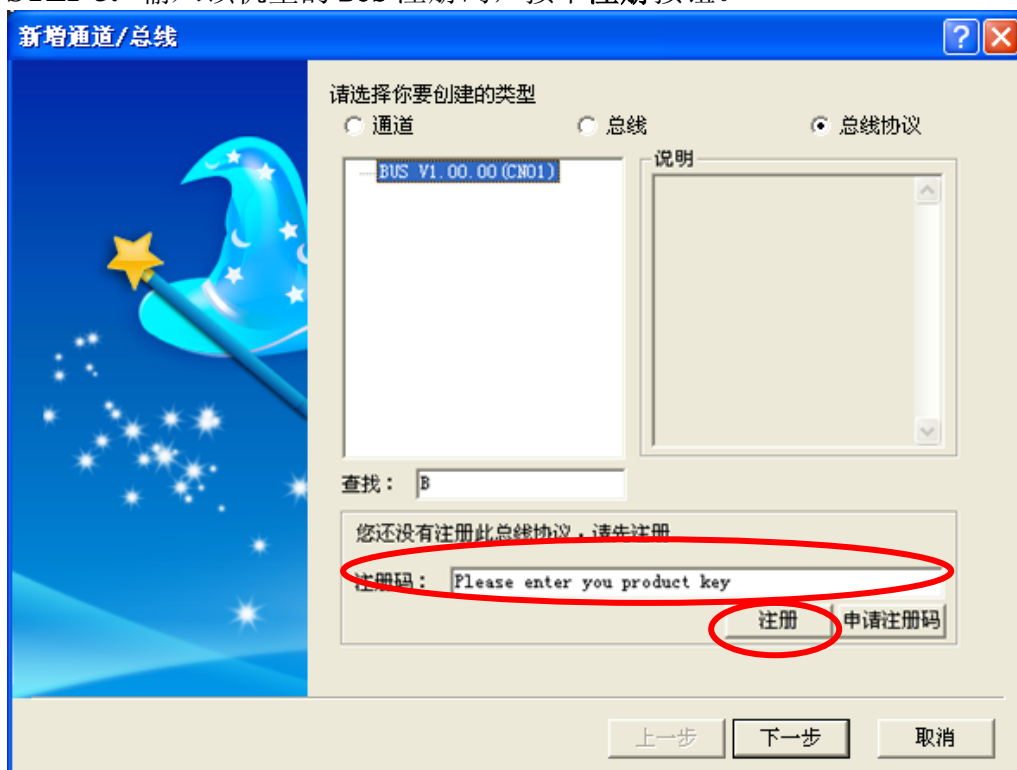 新增通道/总线
请选择你要创建的类型
通道 总线 总线协议
BUS V1.00.00(CN01)
说明
查找： B
您还没有注册此总线协议，请先注册
注册码： Please enter you product key
注册 申请注册码
上一步 下一步 取消